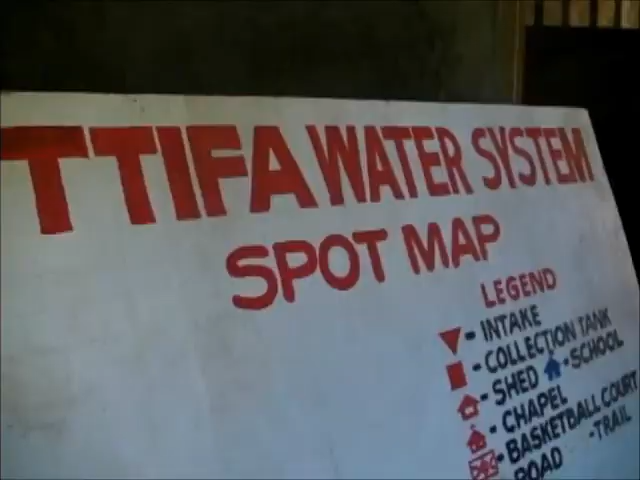 TTIFA WATER SYSTEM
SPOT MAP
LEGEND
- INTAKE
- COLLECTION TANK
- SHED - SCHOOL
- CHAPEL
- BASKETBALL COURT
ROAD - TRAIL